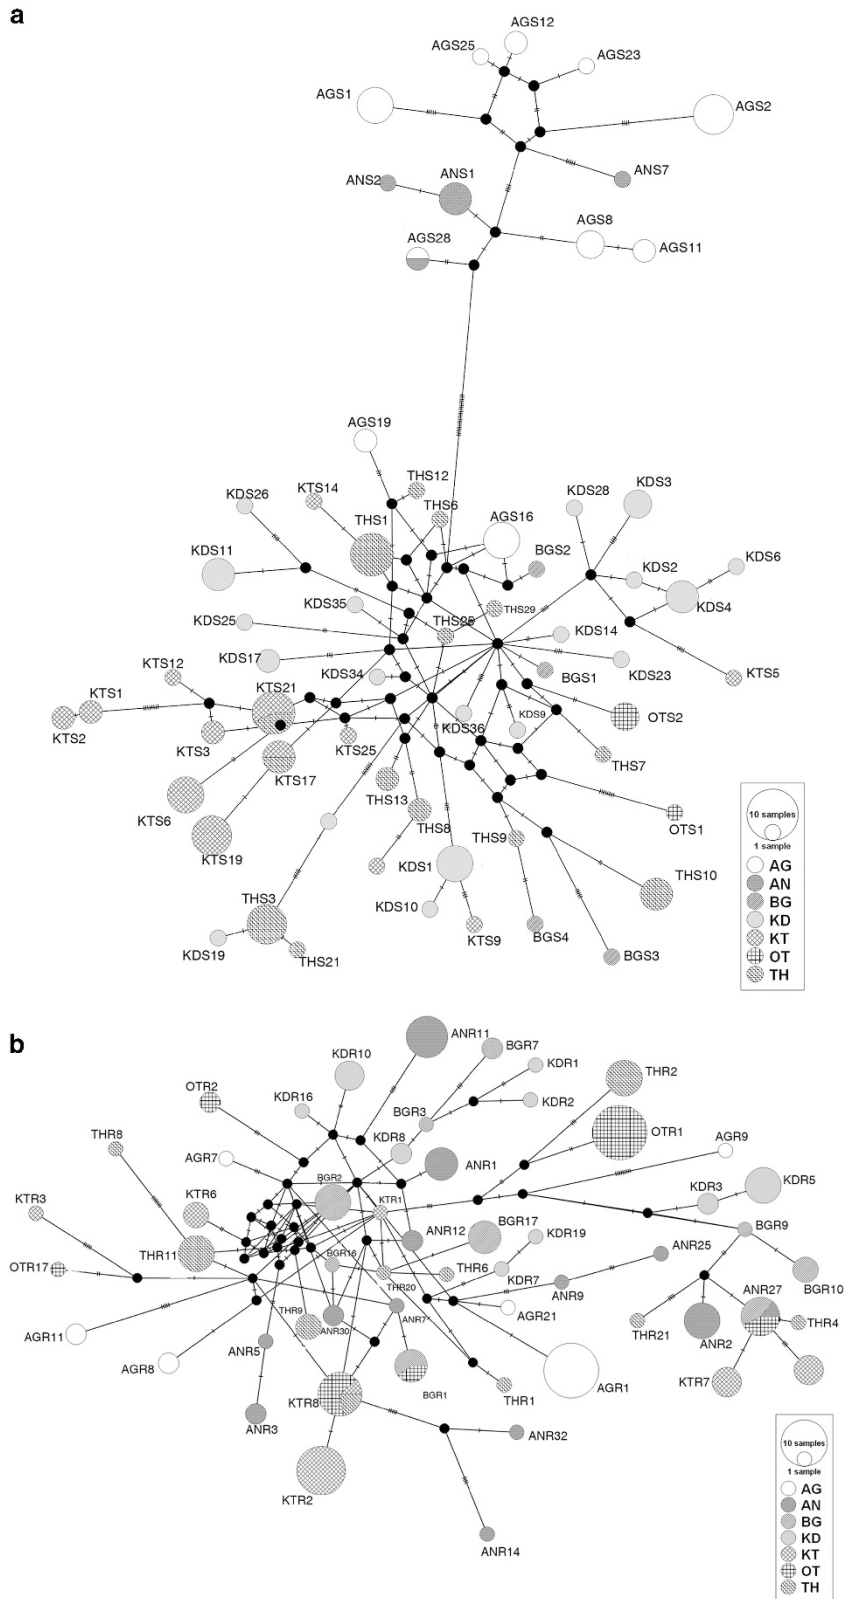 a
AGS12
AGS25
AGS23
AGS1
AGS2
ANS2
ANS1
ANS7
AGS28
AGS8
AGS11
AGS19
THS12
KDS26
KTS14
KDS28
KDS3
THS6
THS1
AGS16
KDS11
BGS2
KDS2
KDS6
KDS4
KDS35
THS29
KDS25
THS28
KDS14
KDS17
KDS34
BGS1
KDS23
KTS5
KTS12
KTS1
KTS21
KTS2
KTS3
KTS25
KDS36
KDS9
OTS2
KTS17
THS7
KTS6
THS13
THS8
OTS1
KTS19
THS9
KDS1
THS10
THS3
KDS10
KDS19
THS21
KTS9
BGS4
BGS3
10 samples
1 sample
AG
AN
BG
KD
KT
OT
TH
b
ANR11
BGR7
KDR10
KDR1
OTR2
THR2
KDR16
KDR2
BGR3
THR8
KDR8
OTR1
AGR7
ANR1
AGR9
BGR2
KDR3
KDR5
KTR3
KTR6
KTR1
ANR12
BGR17
KDR19
BGR9
THR11
ANR25
OTR17
BGR16
THR6
KDR7
ANR9
BGR10
THR20
ANR27
THR9
ANR7
AGR21
THR4
AGR11
ANR30
THR21
ANR2
ANR5
AGR8
KTR7
AGR1
BGR1
THR1
KTR8
ANR3
ANR32
KTR2
ANR14
10 samples
1 sample
AG
AN
BG
KD
KT
OT
TH